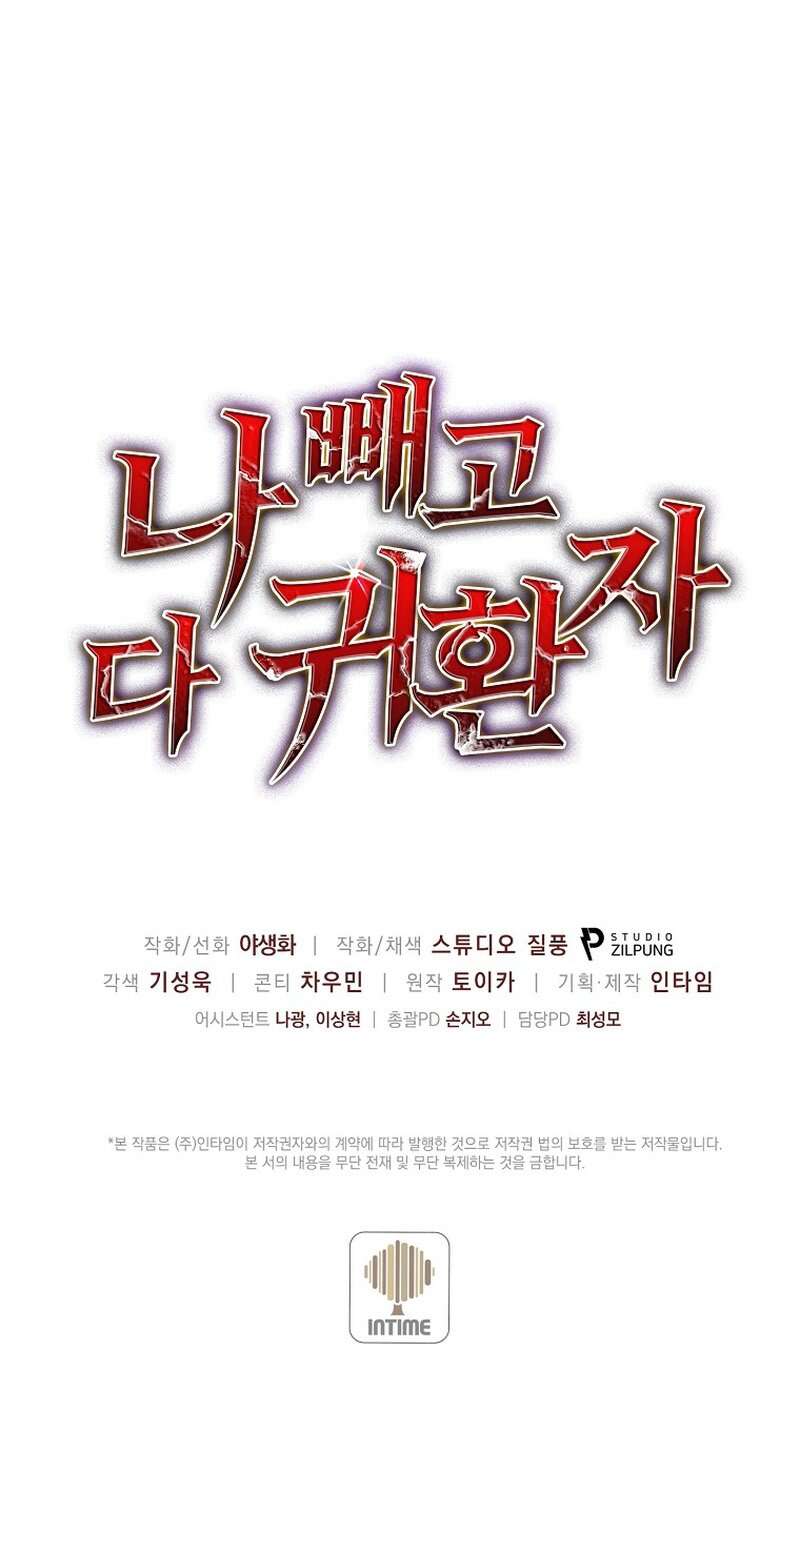 나 빼고
다 귀환자
작화/선화 야생화 | 작화/채색 스튜디오 질풍 STUDIO ZILPUNG
각색 기성욱 | 콘티 차우민 | 원작 토이카 | 기획·제작 인타임
어시스턴트 나광, 이상현 | 총괄PD 손지오 | 담당PD 최성모
*본 작품은 (주)인타임이 저작권자와의 계약에 따라 발행한 것으로 저작권 법의 보호를 받는 저작물입니다.
본 서의 내용을 무단 전재 및 무단 복제하는 것을 금합니다.
INTIME